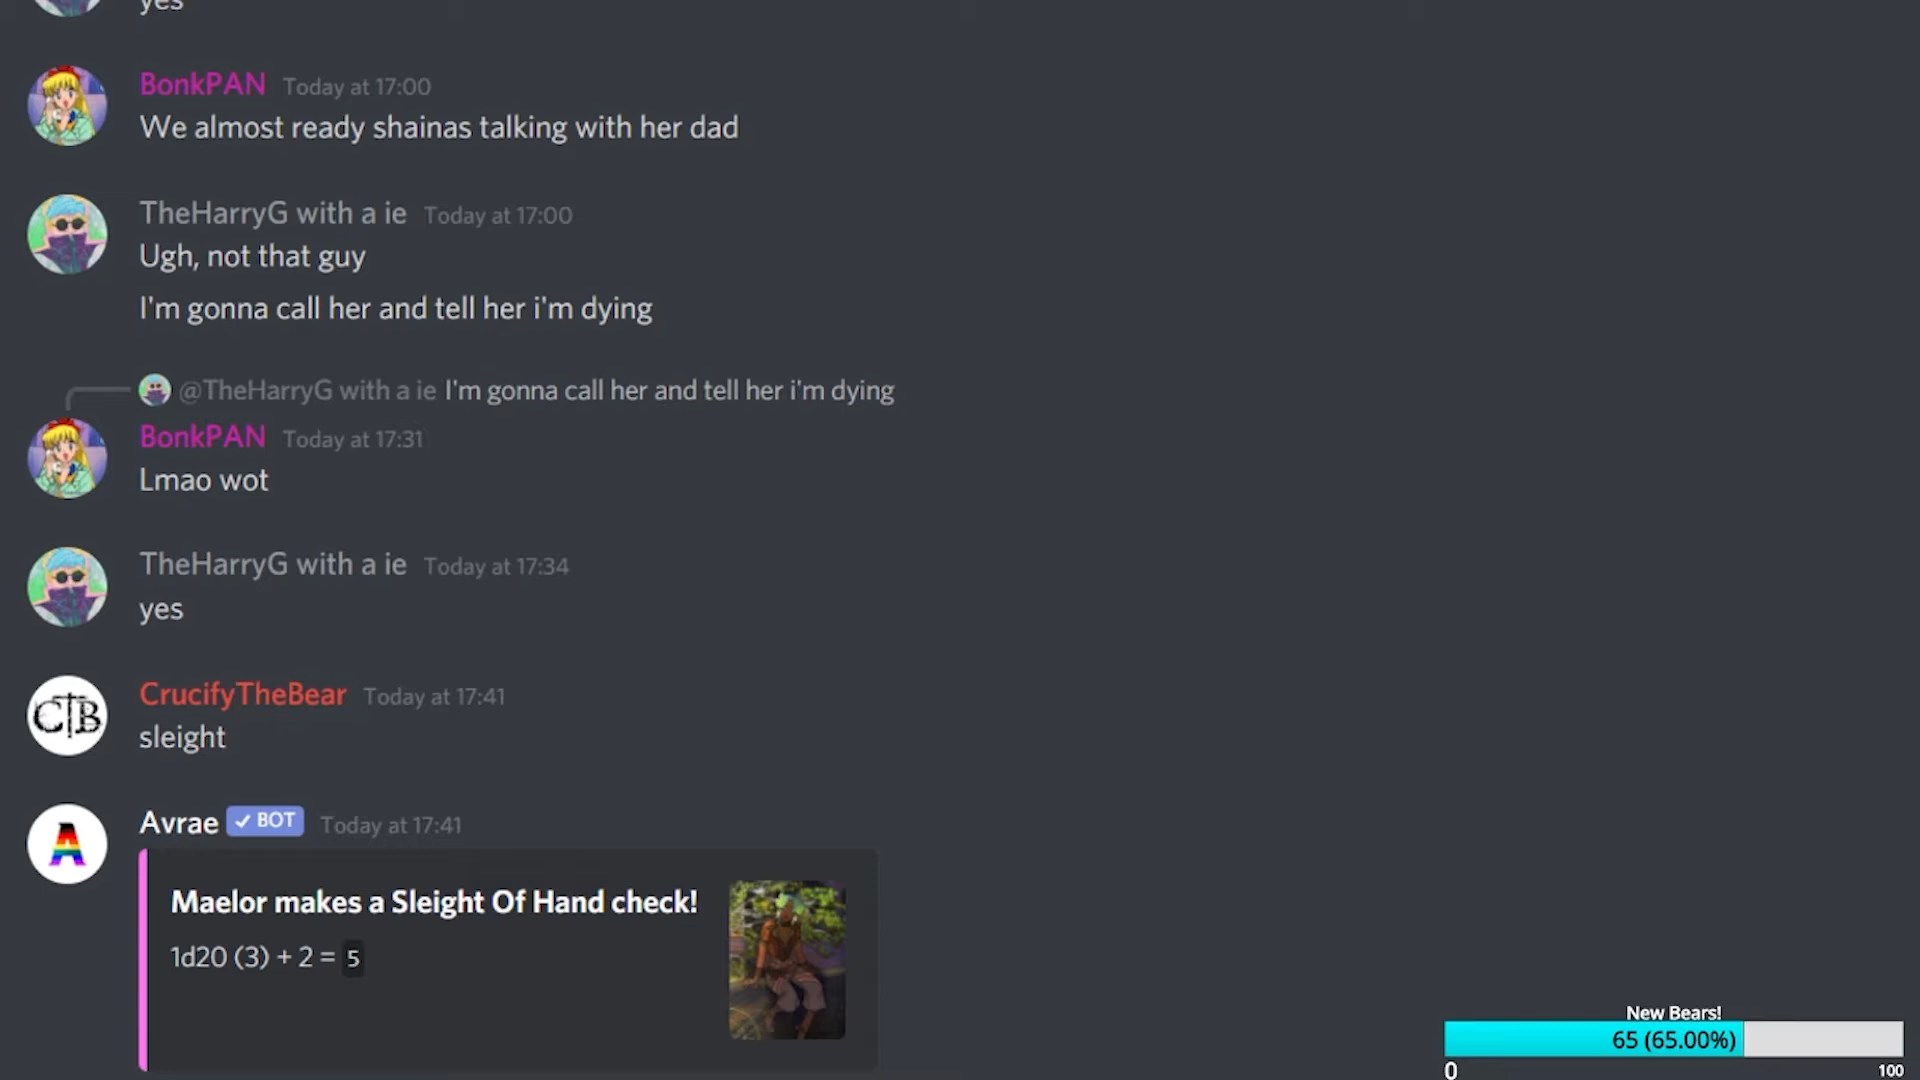 yes
BonkPAN Today at 17:00
We almost ready shainas talking with her dad
TheHarryG with a ie Today at 17:00
Ugh, not that guy
I'm gonna call her and tell her i'm dying
@TheHarryG with a ie I'm gonna call her and tell her i'm dying
BonkPAN Today at 17:31
Lmao wot
TheHarryG with a ie Today at 17:34
yes
CTB
CrucifyTheBear Today at 17:41
sleight
A
Avrae ✓ BOT Today at 17:41
Maelor makes a Sleight Of Hand check!
1d20 (3) + 2 = 5
New Bears!
65 (65.00%)
0 100